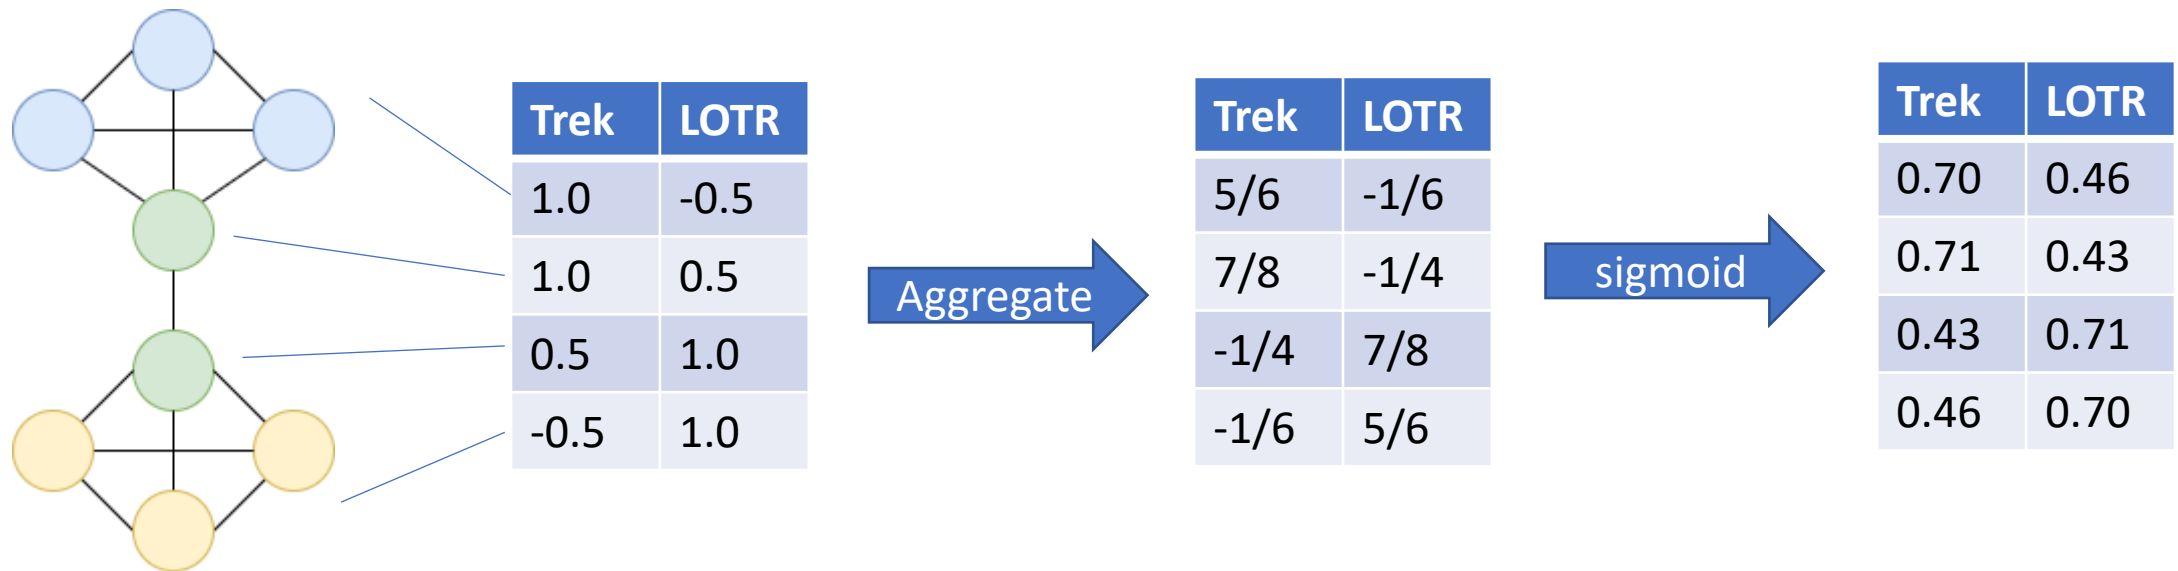 Trek LOTR
1.0 -0.5
1.0 0.5
0.5 1.0
-0.5 1.0
Aggregate
Trek LOTR
5/6 -1/6
7/8 -1/4
-1/4 7/8
-1/6 5/6
sigmoid
Trek LOTR
0.70 0.46
0.71 0.43
0.43 0.71
0.46 0.70